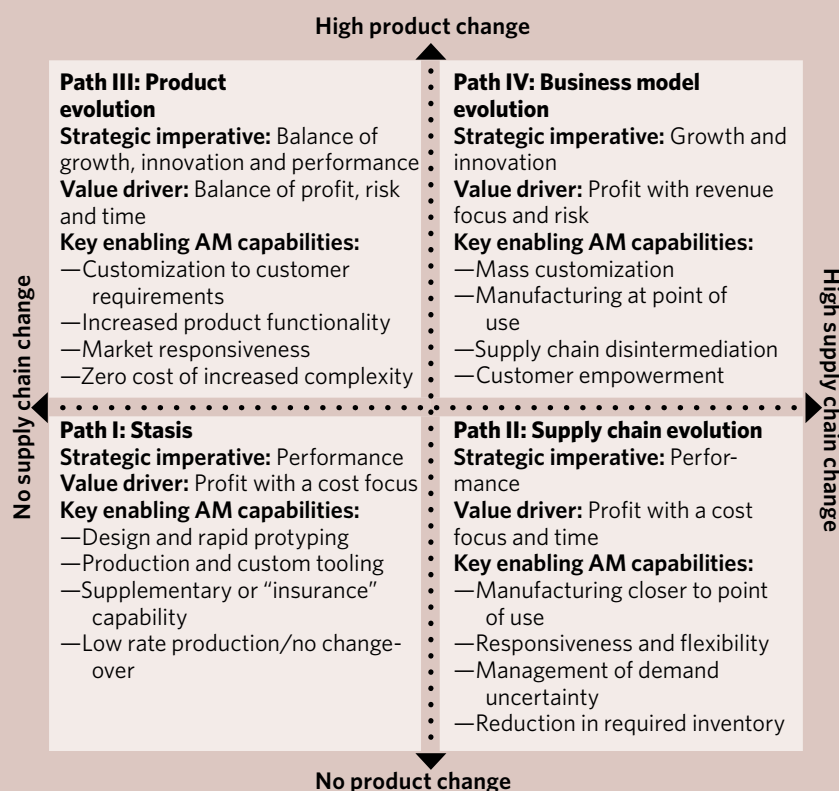 High product change
Path III: Product
evolution
Strategic imperative: Balance of
growth, innovation and performance
Value driver: Balance of profit, risk
and time
Key enabling AM capabilities:
—Customization to customer
requirements
—Increased product functionality
—Market responsiveness
—Zero cost of increased complexity
Path IV: Business model
evolution
Strategic imperative: Growth and
innovation
Value driver: Profit with revenue
focus and risk
Key enabling AM capabilities:
—Mass customization
—Manufacturing at point of
use
—Supply chain disintermediation
—Customer empowerment
No supply chain change
High supply chain change
Path I: Stasis
Strategic imperative: Performance
Value driver: Profit with a cost focus
Key enabling AM capabilities:
—Design and rapid protyping
—Production and custom tooling
—Supplementary or “insurance”
capability
—Low rate production/no change-
over
Path II: Supply chain evolution
Strategic imperative: Perfor-
mance
Value driver: Profit with a cost
focus and time
Key enabling AM capabilities:
—Manufacturing closer to point
of use
—Responsiveness and flexibility
—Management of demand
uncertainty
—Reduction in required inventory
No product change